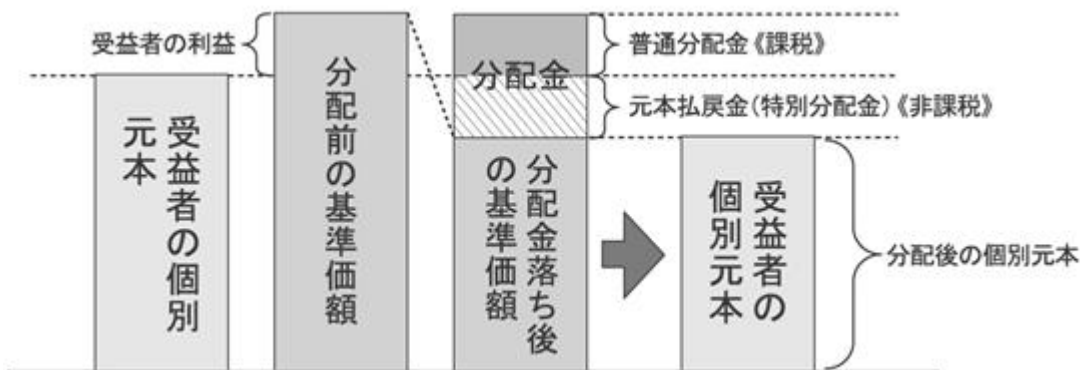 受益者の利益
受益者の個別
元本
分配前の基準価額
分配金
分配金落ち後
の基準価額
普通分配金《課税》
元本払戻金(特別分配金)《非課税》
受益者の
個別元本
分配後の個別元本